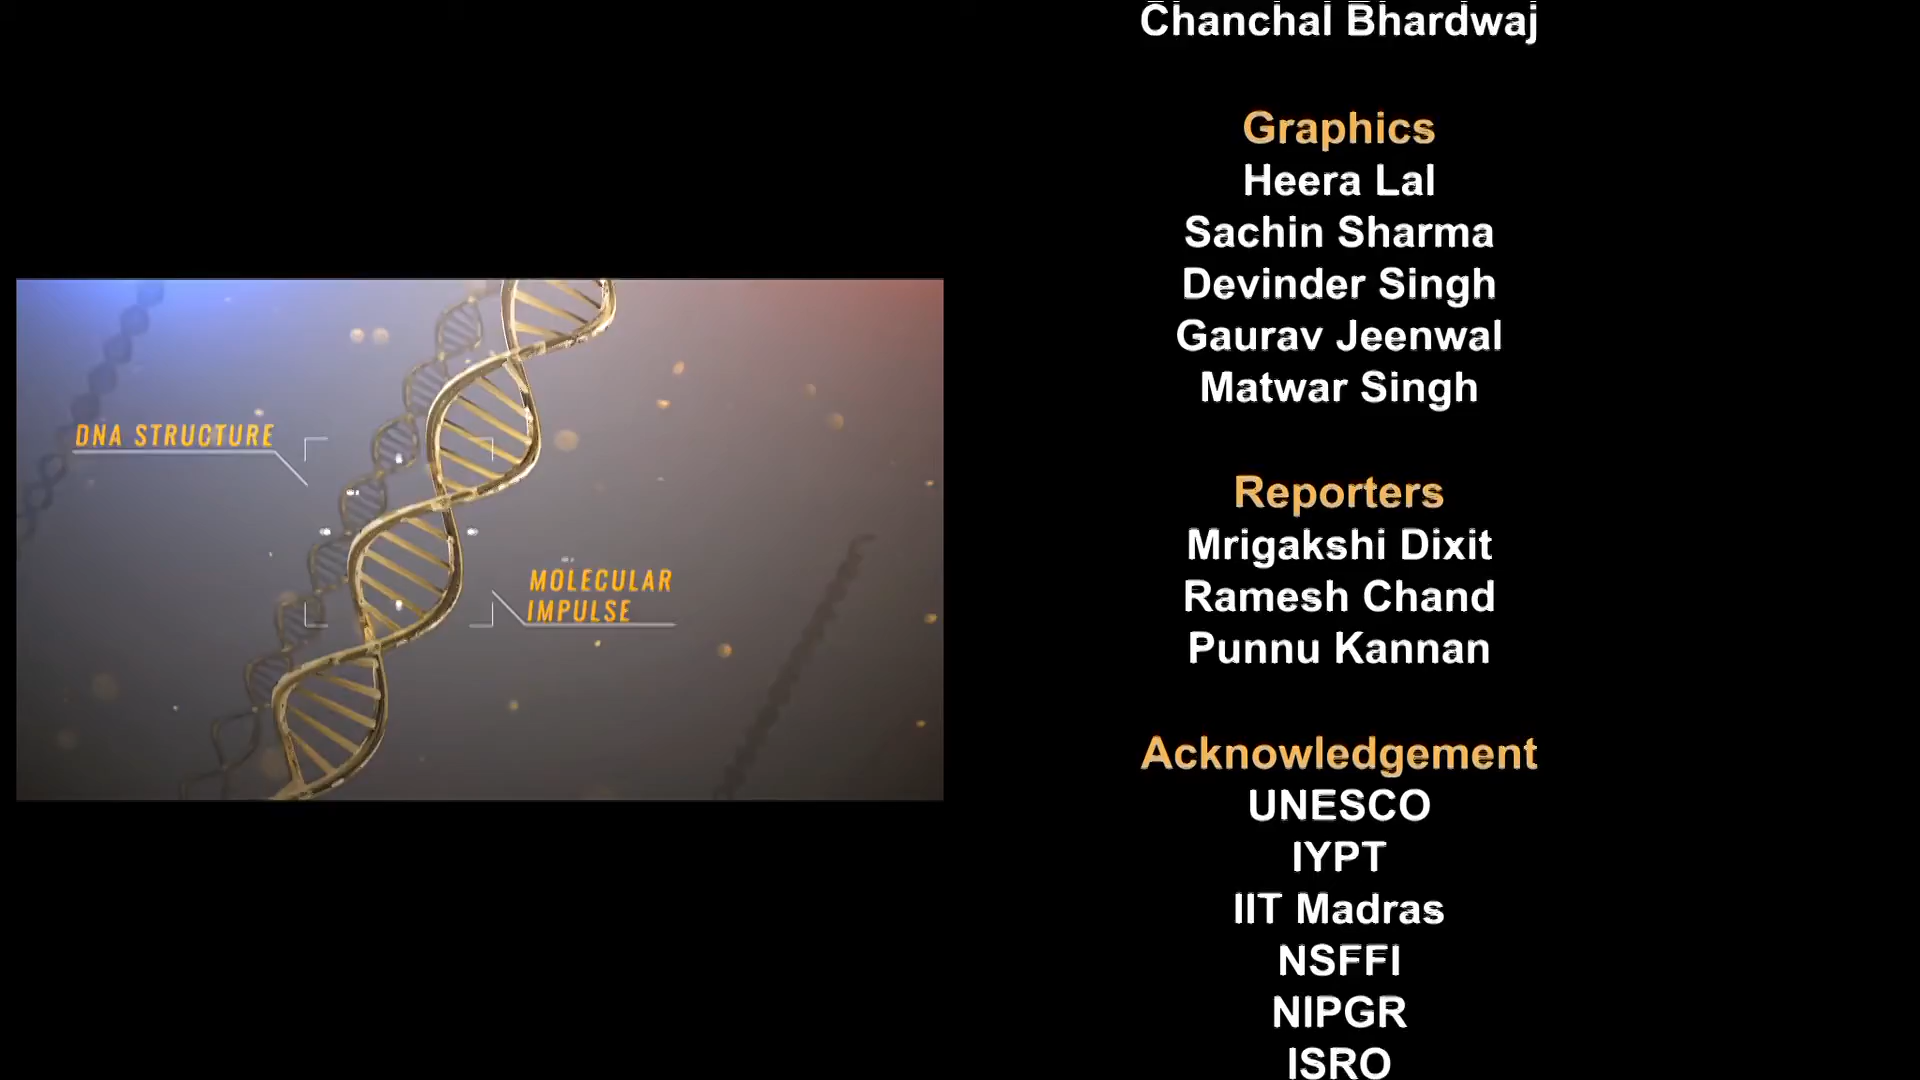 Chanchal Bhardwaj
Graphics
Heera Lal
Sachin Sharma
Devinder Singh
Gaurav Jeenwal
Matwar Singh
Reporters
Mrigakshi Dixit
Ramesh Chand
Punnu Kannan
Acknowledgement
UNESCO
IYPT
IIT Madras
NSFFI
NIPGR
ISRO
DNA STRUCTURE
MOLECULAR
IMPULSE